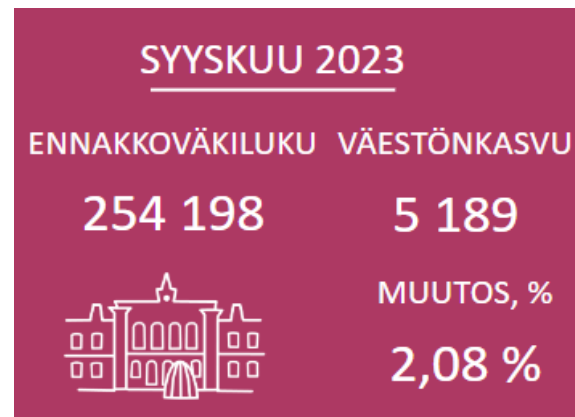 SYYSKUU 2023
ENNAKKOVÄKILUKU VÄESTÖNKASVU
254 198 5 189
MUUTOS, %
2,08 %